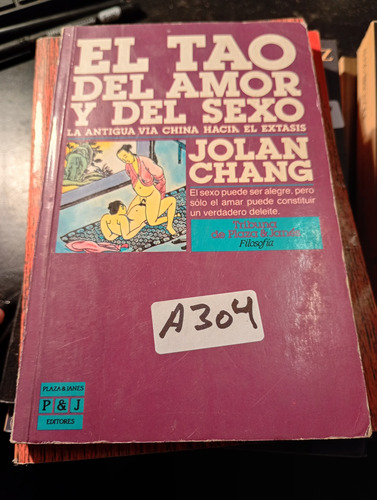 EL TAO
DEL AMOR
Y DEL SEXO
LA ANTIGUA VIA CHINA HACIA EL EXTASIS
JOLAN
CHANG
El sexo puede ser alegre, pero
sólo el amar puede constituir
un verdadero deleite.
Tribuna
de Plaza & Janés
Filosofía
A304
PLAZA & JANES
P & J
EDITORES